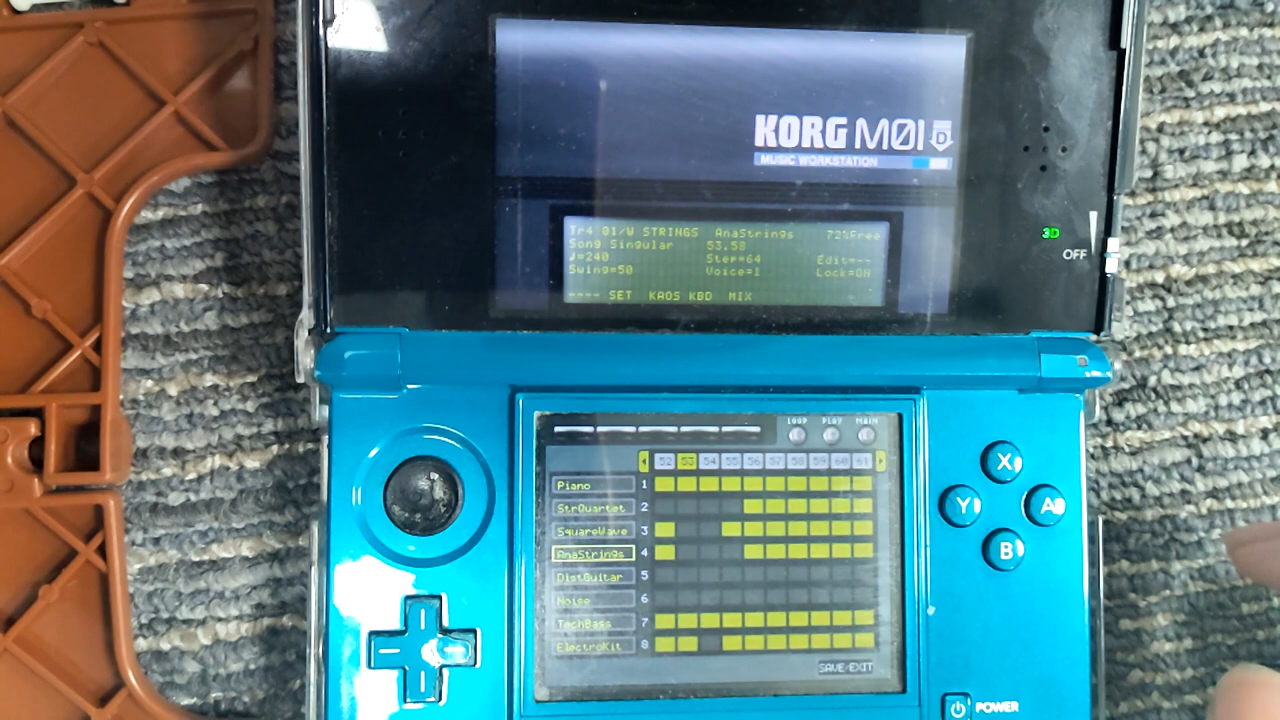 KORG M01D
MUSIC WORKSTATION
Tr4 01/W STRINGS AnaStrings 72%Free
Song Singular 53.58
♩=240 Step=64 Edit=--
Swing=50 Voice=1 Lock=ON
---- SET KAOS KBD MIX
3D
OFF
LOOP PLAY MAIN
52 53 54 55 56 57 58 59 60 61
Piano 1
StrQuartet 2
SquareWave 3
AnaStrings 4
DistGuitar 5
Noise 6
TechBass 7
ElectroKit 8
SAVE/EXIT
X
Y
A
B
POWER